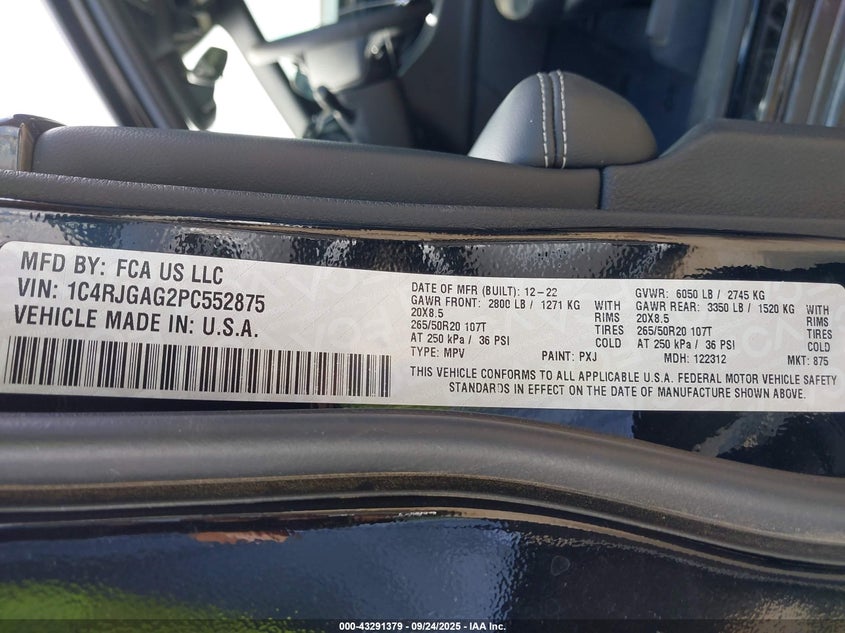 MFD BY: FCA US LLC
VIN: 1C4RJGAG2PC552875
VEHICLE MADE IN: U.S.A.
DATE OF MFR (BUILT): 12-22 GVWR: 6050 LB / 2745 KG
GAWR FRONT: 2800 LB / 1271 KG WITH GAWR REAR: 3350 LB / 1520 KG WITH
20X8.5 RIMS 20X8.5 RIMS
265/50R20 107T TIRES 265/50R20 107T TIRES
AT 250 kPa / 36 PSI COLD AT 250 kPa / 36 PSI COLD
TYPE: MPV PAINT: PXJ MDH: 122312 MKT: 875
THIS VEHICLE CONFORMS TO ALL APPLICABLE U.S.A. FEDERAL MOTOR VEHICLE SAFETY
STANDARDS IN EFFECT ON THE DATE OF MANUFACTURE SHOWN ABOVE.
000-43291379 - 09/24/2025 - IAA Inc.